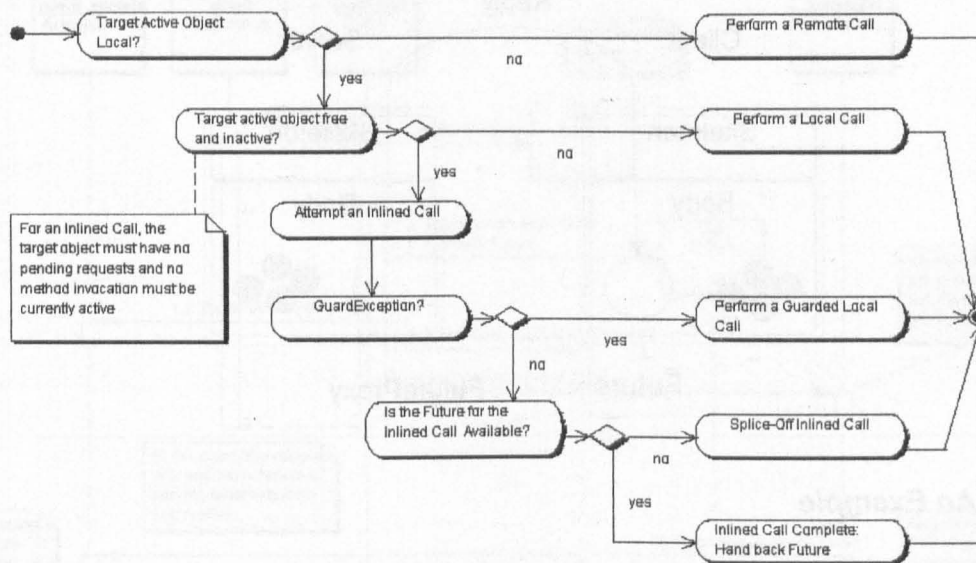 Target Active Object
Local?
Perform a Remote Call
no
yes
Target active object free
and inactive?
Perform a Local Call
no
yes
Attempt an Inlined Call
For an Inlined Call, the
target object must have no
pending requests and no
method invocation must be
currently active
GuardException?
Perform a Guarded Local
Call
yes
no
Is the Future for the
Inlined Call Available?
Splice-Off Inlined Call
no
yes
An Example
Inlined Call Complete:
Hand back Future